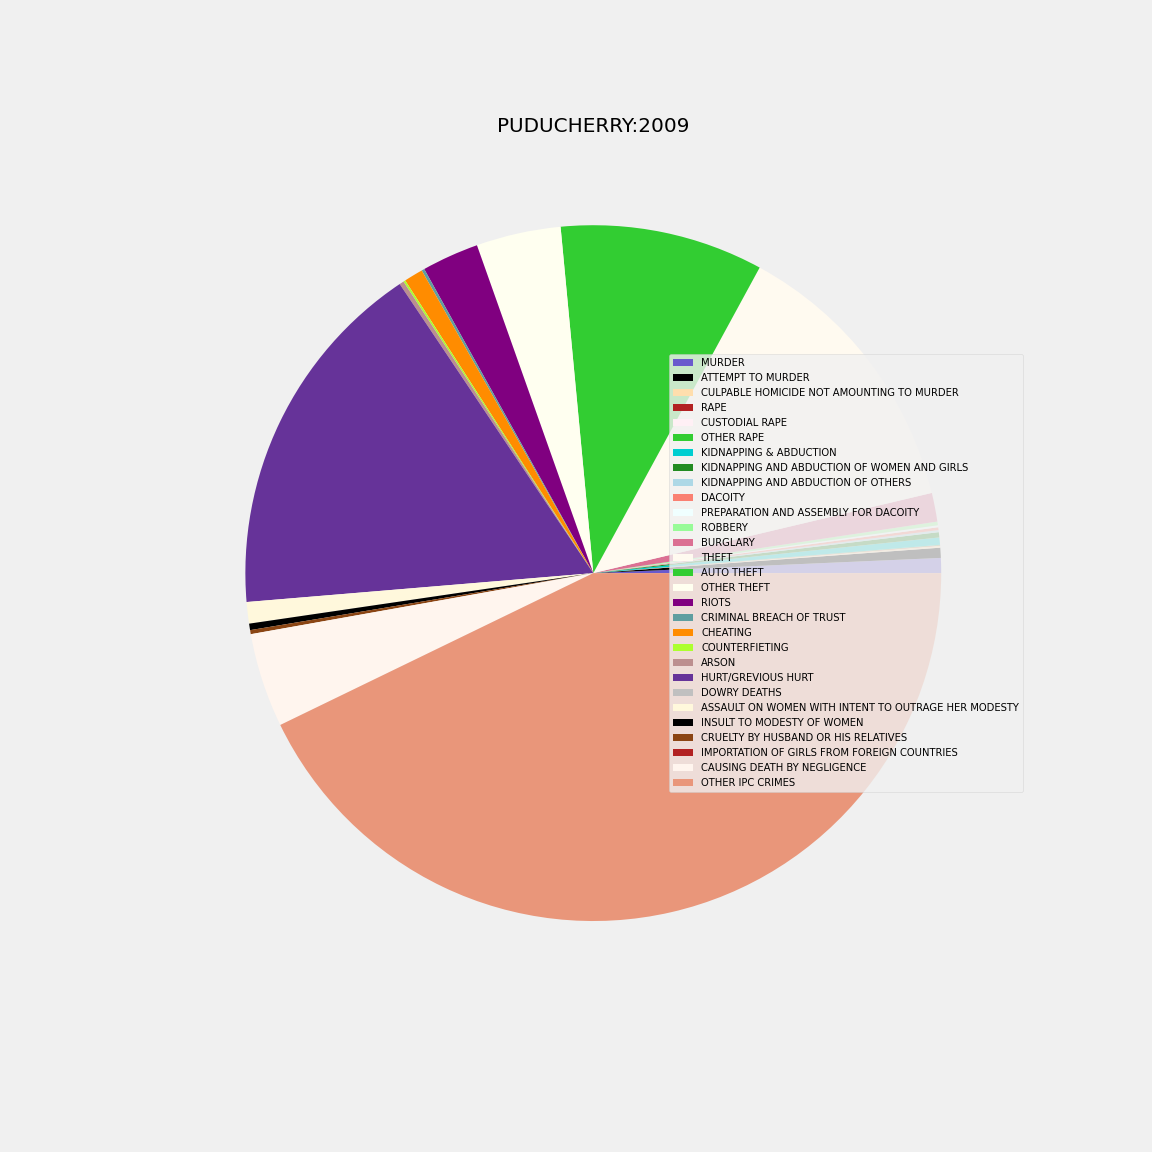 PUDUCHERRY:2009
MURDER
ATTEMPT TO MURDER
CULPABLE HOMICIDE NOT AMOUNTING TO MURDER
RAPE
CUSTODIAL RAPE
OTHER RAPE
KIDNAPPING & ABDUCTION
KIDNAPPING AND ABDUCTION OF WOMEN AND GIRLS
KIDNAPPING AND ABDUCTION OF OTHERS
DACOITY
PREPARATION AND ASSEMBLY FOR DACOITY
ROBBERY
BURGLARY
THEFT
AUTO THEFT
OTHER THEFT
RIOTS
CRIMINAL BREACH OF TRUST
CHEATING
COUNTERFIETING
ARSON
HURT/GREVIOUS HURT
DOWRY DEATHS
ASSAULT ON WOMEN WITH INTENT TO OUTRAGE HER MODESTY
INSULT TO MODESTY OF WOMEN
CRUELTY BY HUSBAND OR HIS RELATIVES
IMPORTATION OF GIRLS FROM FOREIGN COUNTRIES
CAUSING DEATH BY NEGLIGENCE
OTHER IPC CRIMES